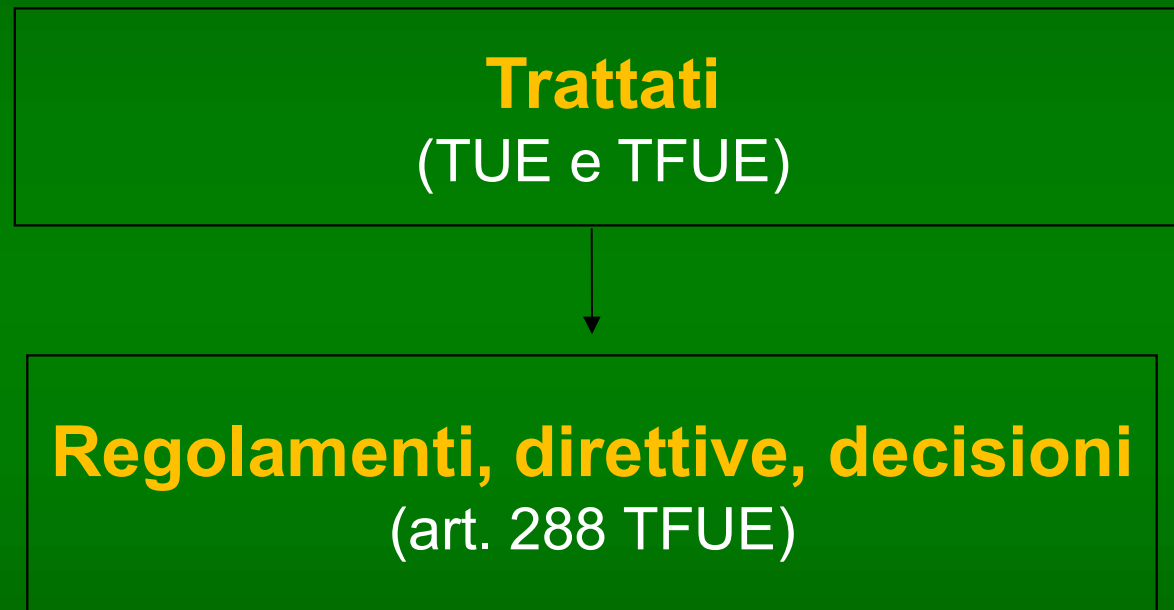 Trattati
(TUE e TFUE)
Regolamenti, direttive, decisioni
(art. 288 TFUE)